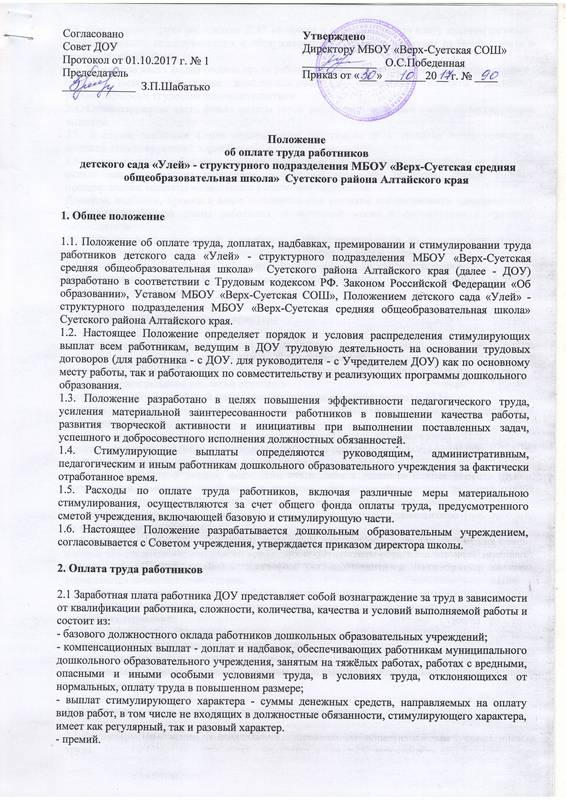 Согласовано
Совет ДОУ
Протокол от 01.10.2017 г. № 1
Председатель
____________ З.П.Шабатько
Утверждено
Директору МБОУ «Верх-Суетская СОШ»
____________ О.С.Победенная
Приказ от «30» 10 2017г. № 90
Положение
об оплате труда работников
детского сада «Улей» - структурного подразделения МБОУ «Верх-Суетская средняя
общеобразовательная школа» Суетского района Алтайского края
1. Общее положение
1.1. Положение об оплате труда, доплатах, надбавках, премировании и стимулировании труда
работников детского сада «Улей» - структурного подразделения МБОУ «Верх-Суетская
средняя общеобразовательная школа» Суетского района Алтайского края (далее - ДОУ)
разработано в соответствии с Трудовым кодексом РФ. Законом Российской Федерации «Об
образовании», Уставом МБОУ «Верх-Суетская СОШ», Положением детского сада «Улей» -
структурного подразделения МБОУ «Верх-Суетская средняя общеобразовательная школа»
Суетского района Алтайского края.
1.2. Настоящее Положение определяет порядок и условия распределения стимулирующих
выплат всем работникам, ведущим в ДОУ трудовую деятельность на основании трудовых
договоров (для работника - с ДОУ. для руководителя - с Учредителем ДОУ) как по основному
месту работы, так и работающих по совместительству и реализующих программы дошкольного
образования.
1.3. Положение разработано в целях повышения эффективности педагогического труда,
усиления материальной заинтересованности работников в повышении качества работы,
развития творческой активности и инициативы при выполнении поставленных задач,
успешного и добросовестного исполнения должностных обязанностей.
1.4. Стимулирующие выплаты определяются руководящим, административным,
педагогическим и иным работникам дошкольного образовательного учреждения за фактически
отработанное время.
1.5. Расходы по оплате труда работников, включая различные меры материальною
стимулирования, осуществляются за счет общего фонда оплаты труда, предусмотренного
сметой учреждения, включающей базовую и стимулирующую части.
1.6. Настоящее Положение разрабатывается дошкольным образовательным учреждением,
согласовывается с Советом учреждения, утверждается приказом директора школы.
2. Оплата труда работников
2.1 Заработная плата работника ДОУ представляет собой вознаграждение за труд в зависимости
от квалификации работника, сложности, количества, качества и условий выполняемой работы и
состоит из:
- базового должностного оклада работников дошкольных образовательных учреждений;
- компенсационных выплат - доплат и надбавок, обеспечивающих работникам муниципального
дошкольного образовательного учреждения, занятым на тяжёлых работах, работах с вредными,
опасными и иными особыми условиями труда, в условиях труда, отклоняющихся от
нормальных, оплату труда в повышенном размере;
- выплат стимулирующего характера - суммы денежных средств, направляемых на оплату
видов работ, в том числе не входящих в должностные обязанности, стимулирующего характера,
имеет как регулярный, так и разовый характер.
- премий.